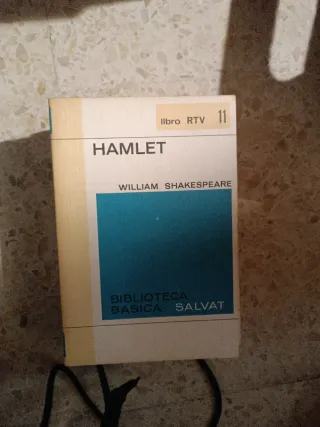 libro RTV 11
HAMLET
WILLIAM SHAKESPEARE
BIBLIOTECA
BASICA SALVAT